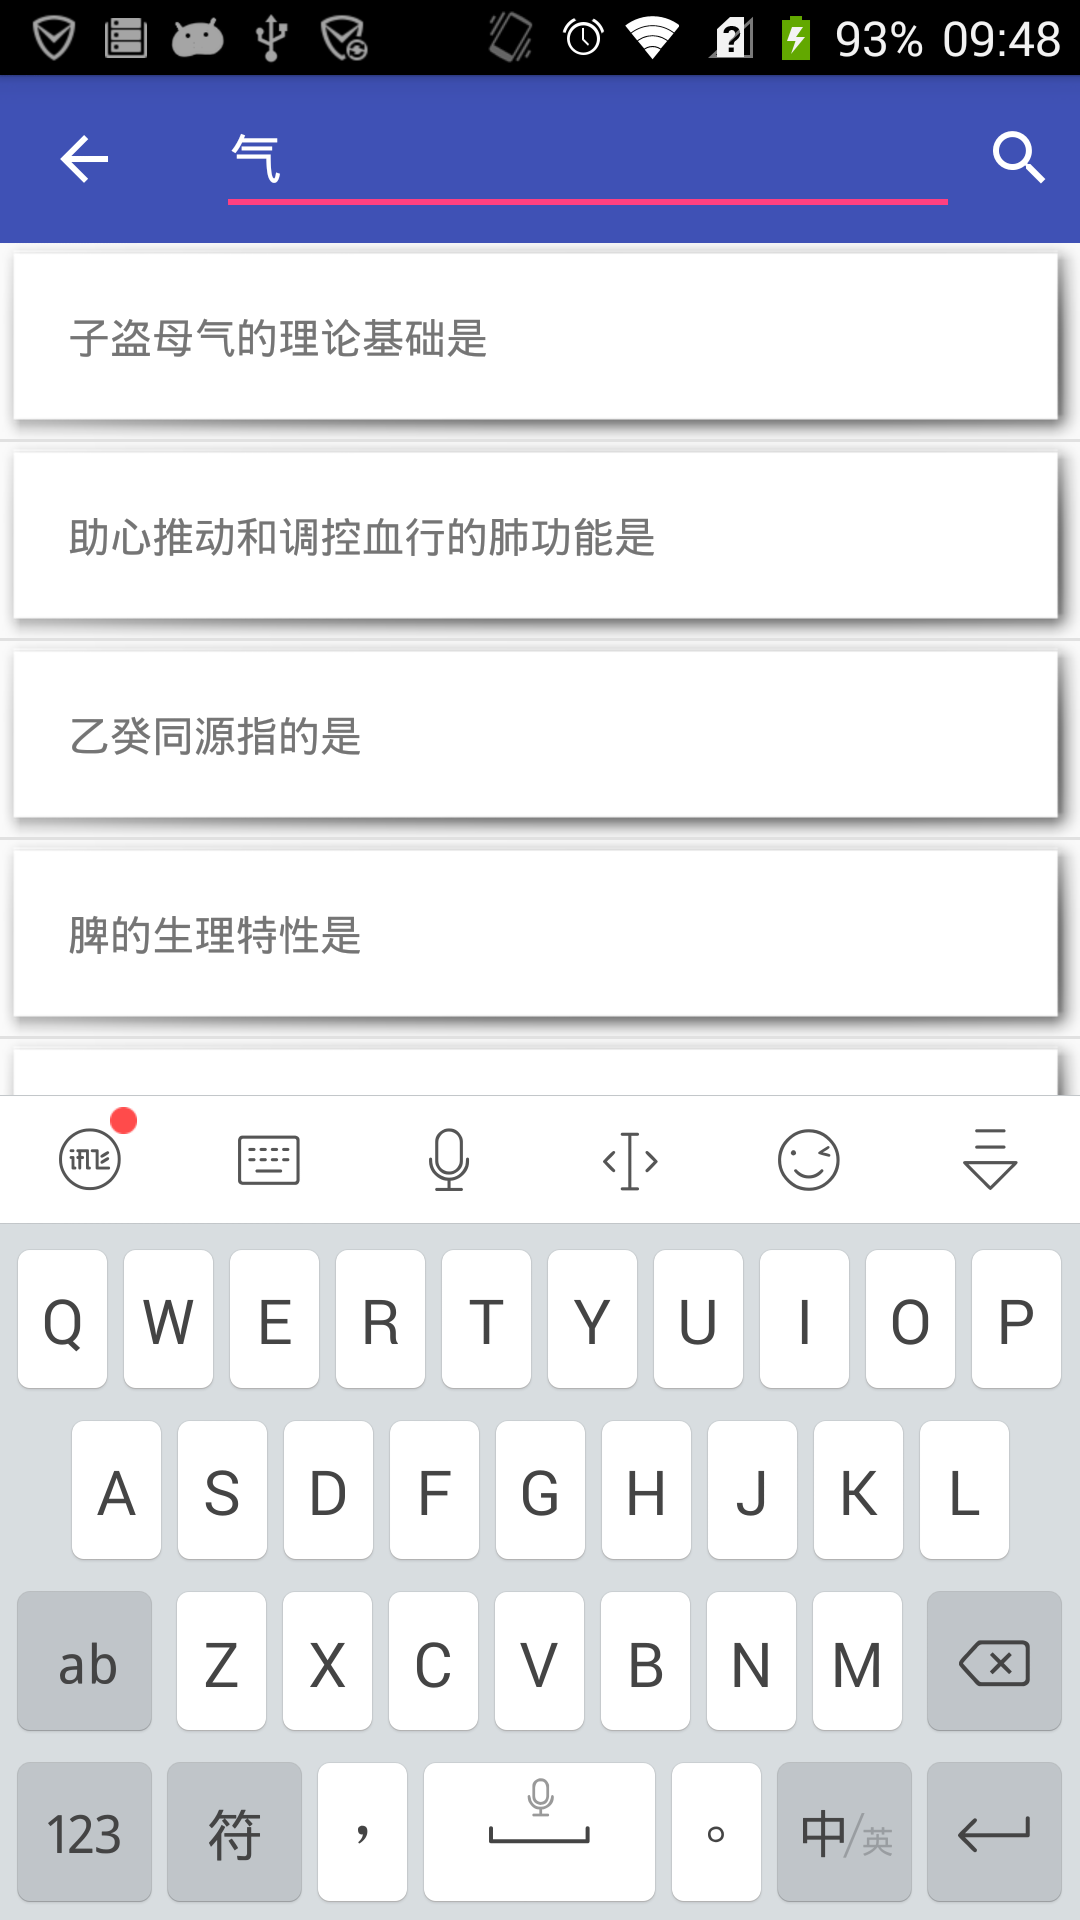 93% 09:48
气
子盗母气的理论基础是
助心推动和调控血行的肺功能是
乙癸同源指的是
脾的生理特性是
Q W E R T Y U I O P
A S D F G H J K L
ab Z X C V B N M
123 符 ， 。 中/英